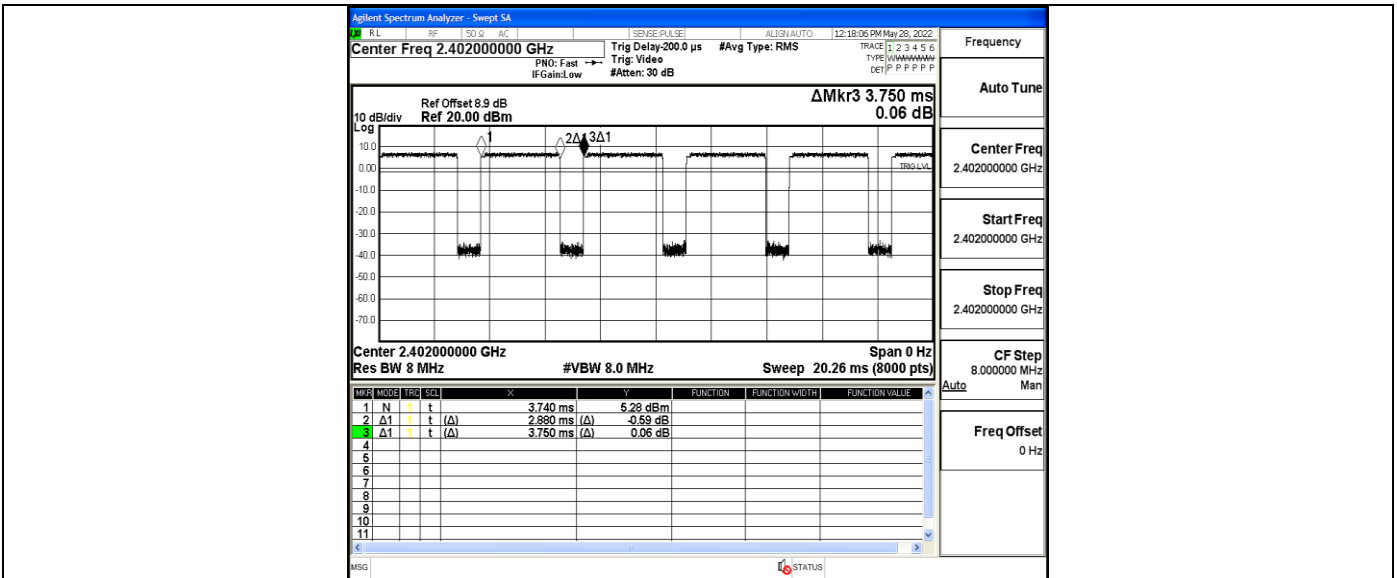 Agilent Spectrum Analyzer - Swept SA
RL RF 50 Ω AC SENSE:PULSE ALIGN AUTO 12:18:06 PM May 28, 2022
Center Freq 2.402000000 GHz
PNO: Fast
IFGain:Low
Trig Delay-200.0 µs
Trig: Video
#Atten: 30 dB
#Avg Type: RMS
TRACE 1 2 3 4 5 6
TYPE
DET P P P P P P
Ref Offset 8.9 dB
10 dB/div Ref 20.00 dBm
ΔMkr3 3.750 ms
0.06 dB
Log
1 2Δ1 3Δ1
TRIG LVL
10.0
0.00
-10.0
-20.0
-30.0
-40.0
-50.0
-60.0
-70.0
Center 2.402000000 GHz Span 0 Hz
Res BW 8 MHz #VBW 8.0 MHz Sweep 20.26 ms (8000 pts)
MKR MODE TRC SCL X Y FUNCTION FUNCTION WIDTH FUNCTION VALUE
1 N 1 t 3.740 ms 5.28 dBm
2 Δ1 1 t (Δ) 2.880 ms (Δ) -0.59 dB
3 Δ1 1 t (Δ) 3.750 ms (Δ) 0.06 dB
4
5
6
7
8
9
10
11
MSG STATUS
Frequency
Auto Tune
Center Freq
2.402000000 GHz
Start Freq
2.402000000 GHz
Stop Freq
2.402000000 GHz
CF Step
8.000000 MHz
Auto Man
Freq Offset
0 Hz